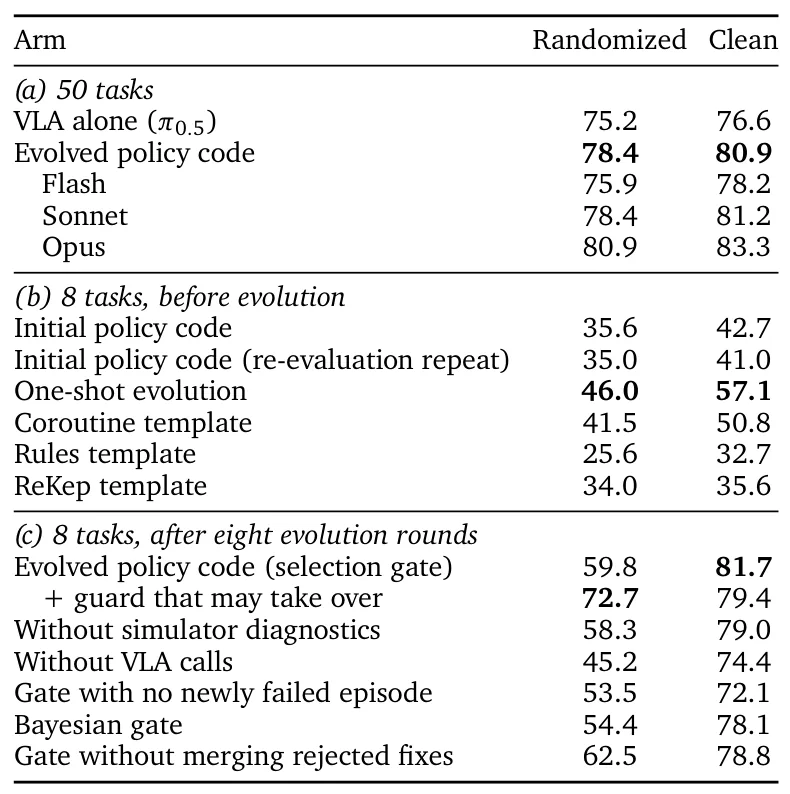 Arm Randomized Clean
(a) 50 tasks
VLA alone (π0.5) 75.2 76.6
Evolved policy code 78.4 80.9
Flash 75.9 78.2
Sonnet 78.4 81.2
Opus 80.9 83.3
(b) 8 tasks, before evolution
Initial policy code 35.6 42.7
Initial policy code (re-evaluation repeat) 35.0 41.0
One-shot evolution 46.0 57.1
Coroutine template 41.5 50.8
Rules template 25.6 32.7
ReKep template 34.0 35.6
(c) 8 tasks, after eight evolution rounds
Evolved policy code (selection gate) 59.8 81.7
+ guard that may take over 72.7 79.4
Without simulator diagnostics 58.3 79.0
Without VLA calls 45.2 74.4
Gate with no newly failed episode 53.5 72.1
Bayesian gate 54.4 78.1
Gate without merging rejected fixes 62.5 78.8